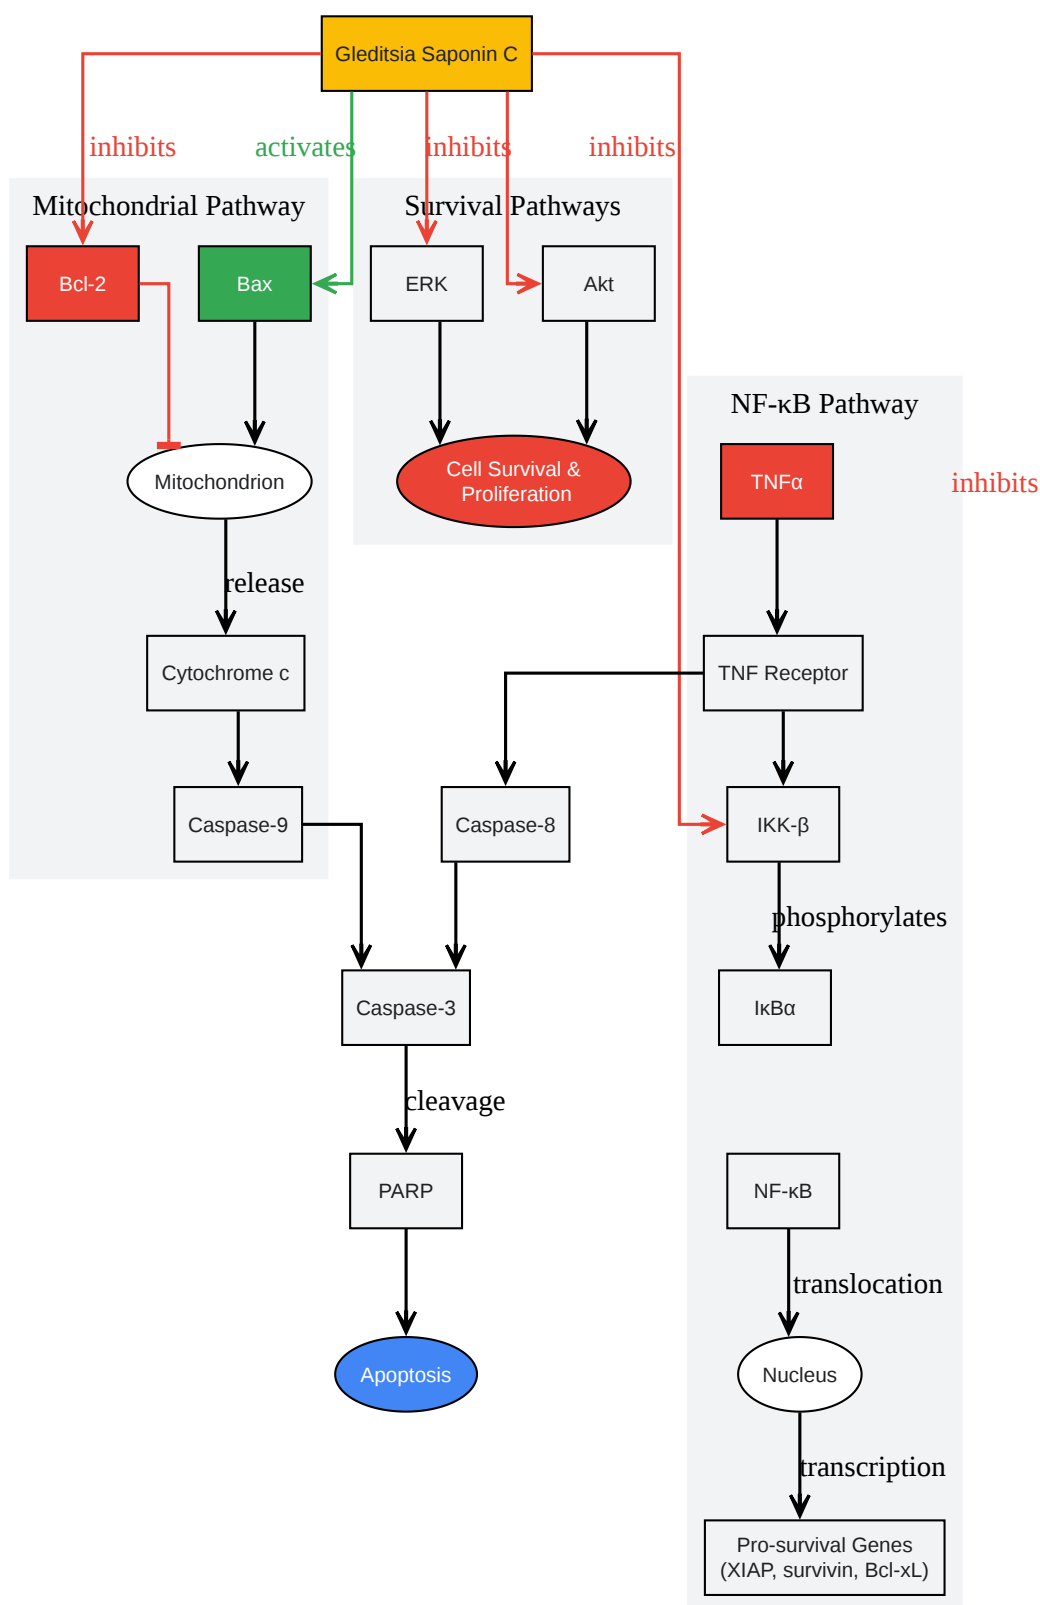 Gleditsia Saponin C
inhibits
activates
inhibits
inhibits
Mitochondrial Pathway
Survival Pathways
Bcl-2
Bax
ERK
Akt
NF-κB Pathway
Mitochondrion
Cell Survival &
Proliferation
TNFα
inhibits
release
Cytochrome c
TNF Receptor
Caspase-9
Caspase-8
IKK-β
phosphorylates
Caspase-3
IκBα
cleavage
PARP
NF-κB
translocation
Apoptosis
Nucleus
transcription
Pro-survival Genes
(XIAP, survivin, Bcl-xL)